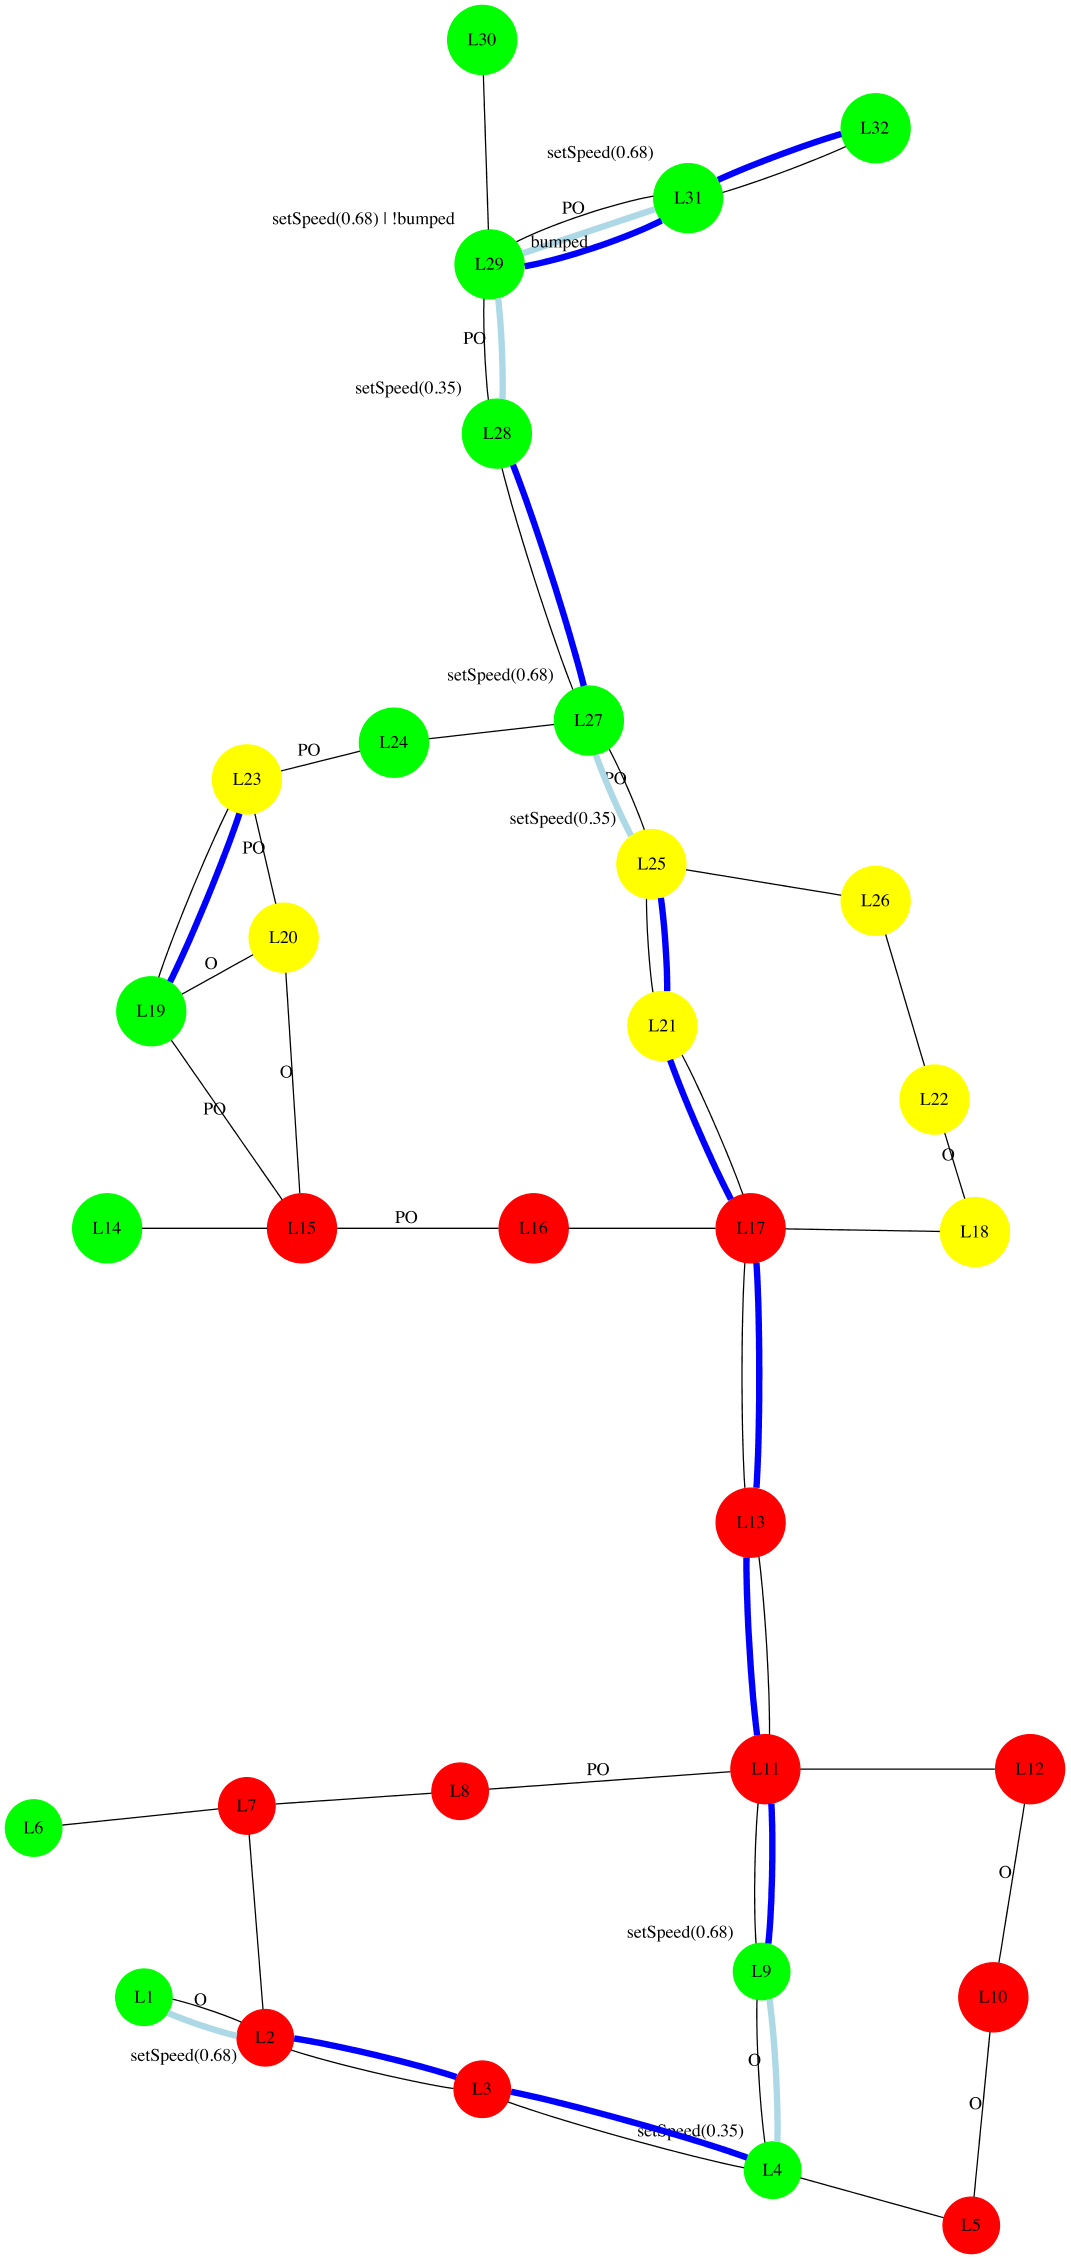 L30
L32
setSpeed(0.68)
L31
PO
setSpeed(0.68) | !bumped
bumped
L29
PO
setSpeed(0.35)
L28
setSpeed(0.68)
L27
L24
PO
L23
PO
setSpeed(0.35)
PO
L25
L26
L20
O
L19
L21
O
L22
PO
O
L14
L15
PO
L16
L17
L18
L13
L11
L12
PO
L8
L7
L6
O
setSpeed(0.68)
L9
L1
O
L10
L2
setSpeed(0.68)
O
L3
O
setSpeed(0.35)
L4
L5